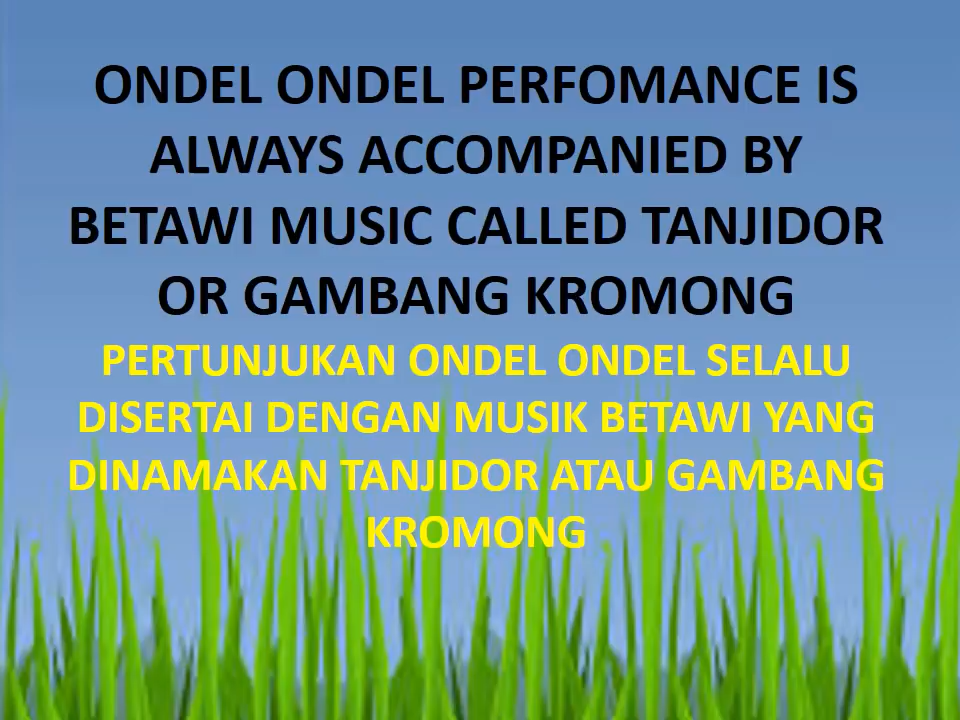 ONDEL ONDEL PERFOMANCE IS
ALWAYS ACCOMPANIED BY
BETAWI MUSIC CALLED TANJIDOR
OR GAMBANG KROMONG
PERTUNJUKAN ONDEL ONDEL SELALU
DISERTAI DENGAN MUSIK BETAWI YANG
DINAMAKAN TANJIDOR ATAU GAMBANG
KROMONG